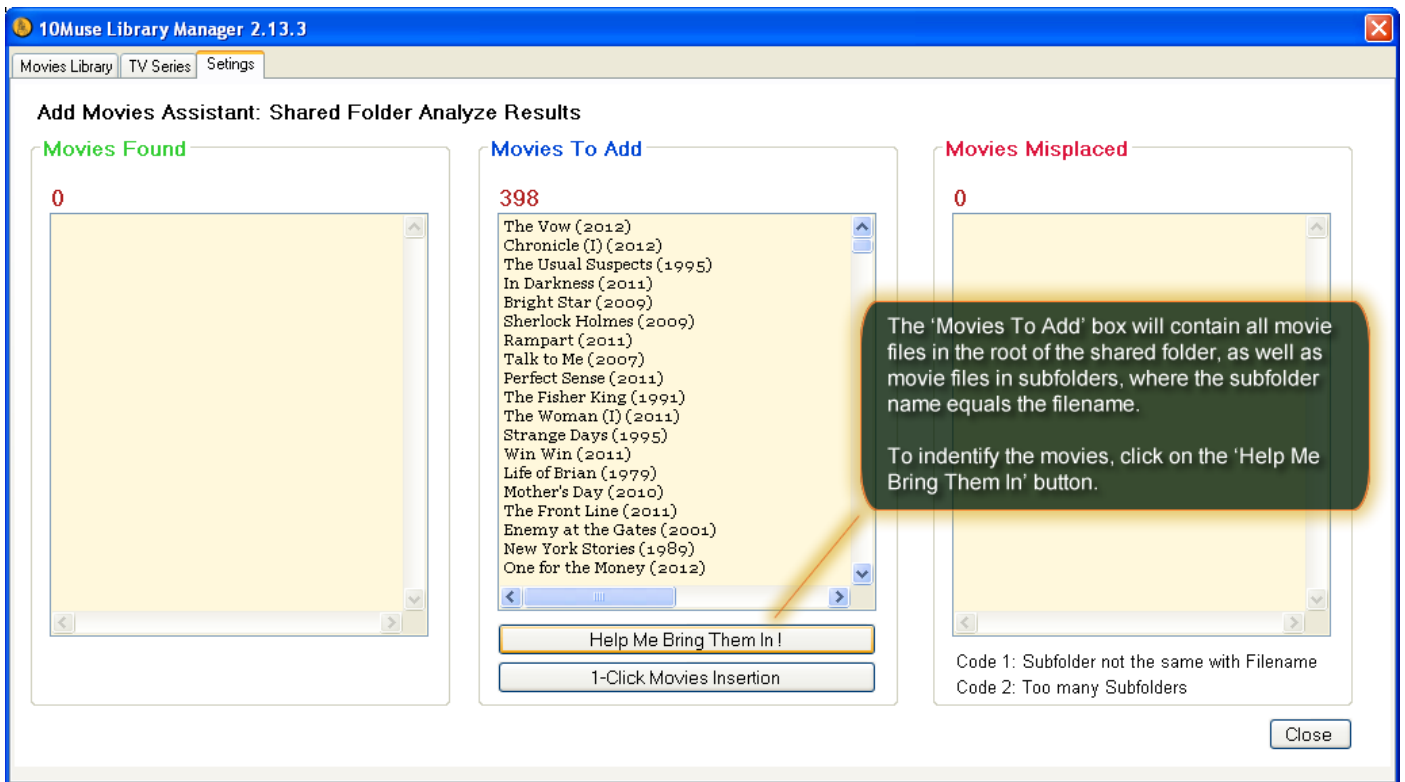 10Muse Library Manager 2.13.3
Movies Library TV Series Setings
Add Movies Assistant: Shared Folder Analyze Results
Movies Found
0
Movies To Add
398
The Vow (2012)
Chronicle (I) (2012)
The Usual Suspects (1995)
In Darkness (2011)
Bright Star (2009)
Sherlock Holmes (2009)
Rampart (2011)
Talk to Me (2007)
Perfect Sense (2011)
The Fisher King (1991)
The Woman (I) (2011)
Strange Days (1995)
Win Win (2011)
Life of Brian (1979)
Mother's Day (2010)
The Front Line (2011)
Enemy at the Gates (2001)
New York Stories (1989)
One for the Money (2012)
Help Me Bring Them In !
1-Click Movies Insertion
Movies Misplaced
0
The ‘Movies To Add’ box will contain all movie
files in the root of the shared folder, as well as
movie files in subfolders, where the subfolder
name equals the filename.
To indentify the movies, click on the ‘Help Me
Bring Them In’ button.
Code 1: Subfolder not the same with Filename
Code 2: Too many Subfolders
Close